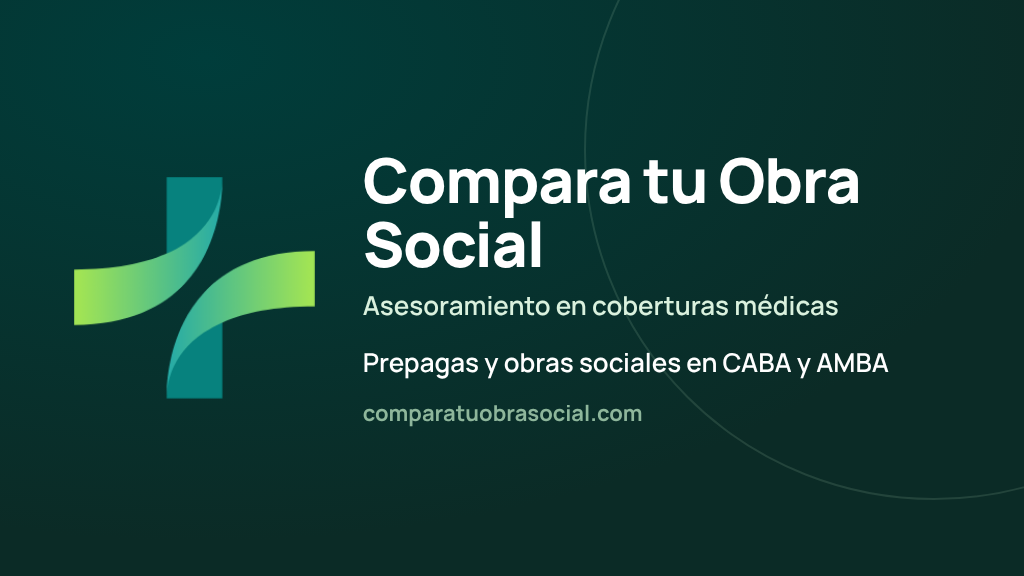 Compara tu Obra
Social
Asesoramiento en coberturas médicas
Prepagas y obras sociales en CABA y AMBA
comparatuobrasocial.com